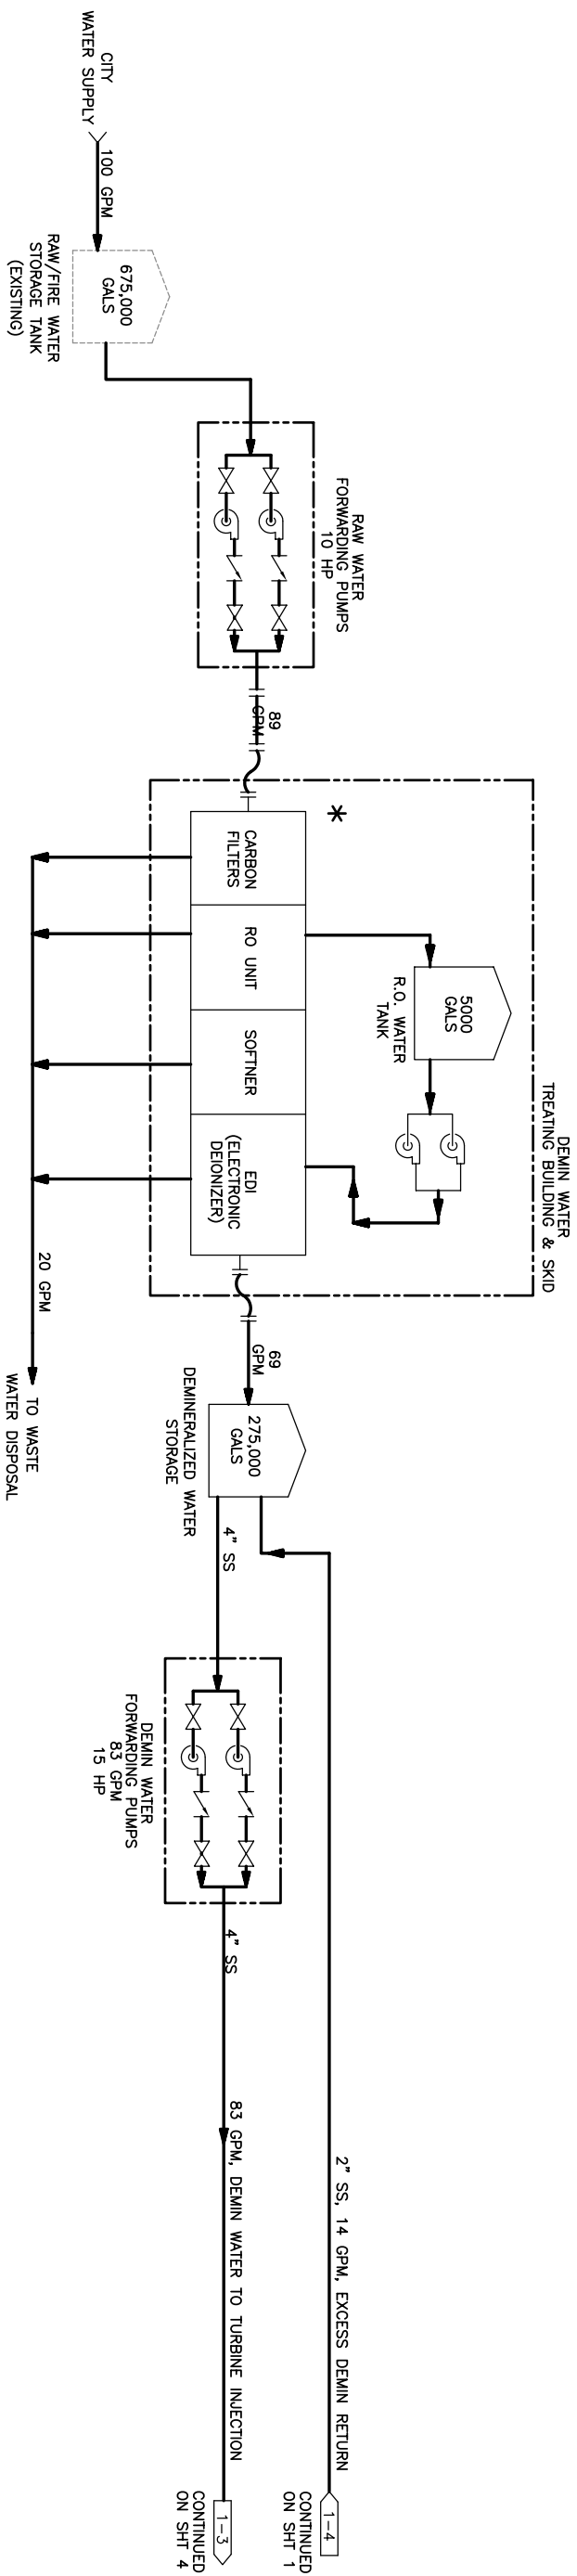 CITY
WATER SUPPLY
100 GPM
675,000
GALS
RAW/FIRE WATER
STORAGE TANK
(EXISTING)
RAW WATER
FORWARDING PUMPS
10 HP
89
GPM
DEMIN WATER
TREATING BUILDING & SKID
*
5000
GALS
R.O. WATER
TANK
CARBON
FILTERS
RO UNIT
SOFTNER
EDI
(ELECTRONIC
DEIONIZER)
20 GPM
TO WASTE
WATER DISPOSAL
69
GPM
275,000
GALS
DEMINERALIZED WATER
STORAGE
4" SS
DEMIN WATER
FORWARDING PUMPS
83 GPM
15 HP
4" SS
2" SS, 14 GPM, EXCESS DEMIN RETURN
1-4
CONTINUED
ON SHT 1
83 GPM, DEMIN WATER TO TURBINE INJECTION
1-3
CONTINUED
ON SHT 4